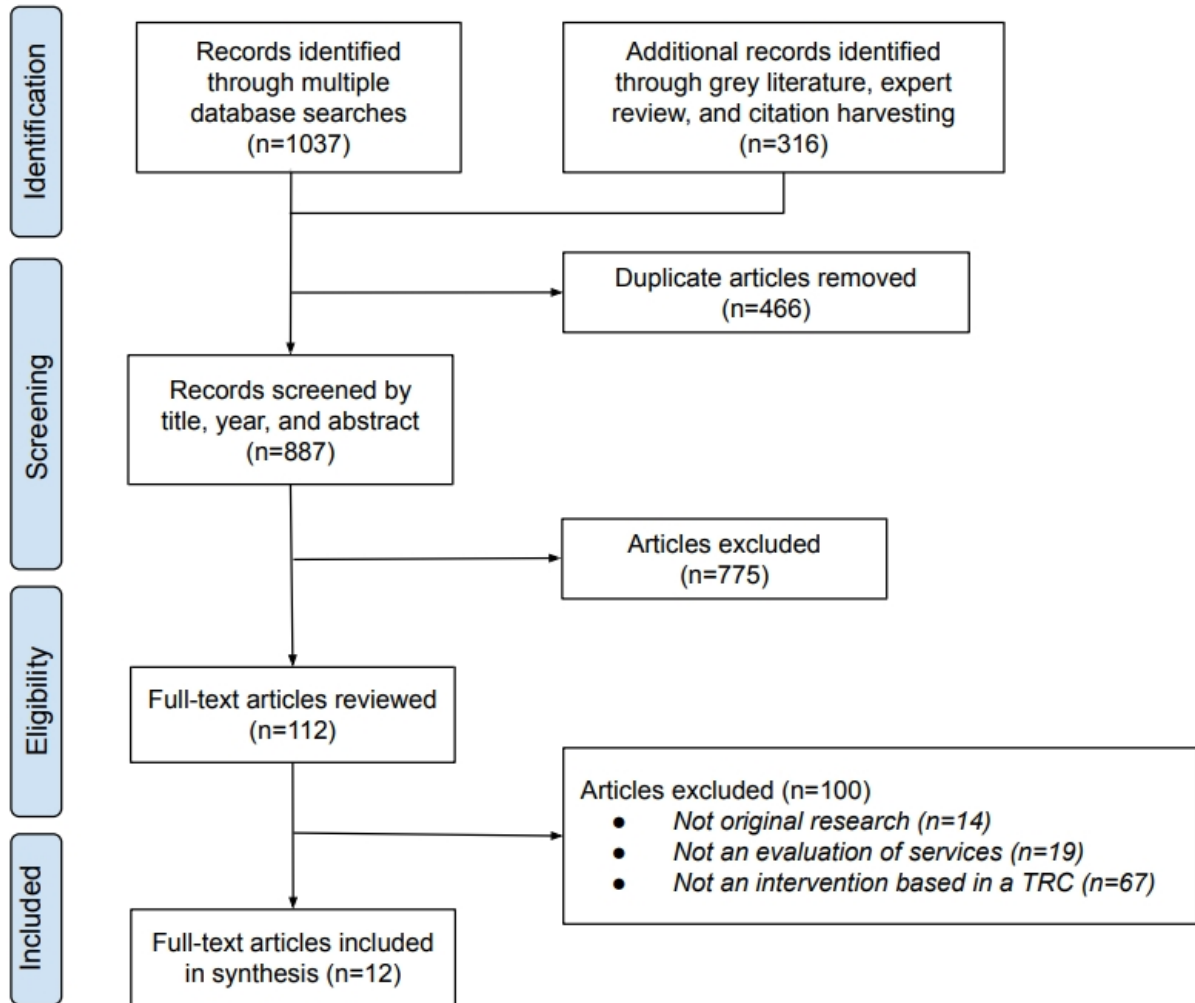 Identification
Records identified
through multiple
database searches
(n=1037)
Additional records identified
through grey literature, expert
review, and citation harvesting
(n=316)
Screening
Duplicate articles removed
(n=466)
Records screened by
title, year, and abstract
(n=887)
Articles excluded
(n=775)
Eligibility
Full-text articles reviewed
(n=112)
Articles excluded (n=100)
● Not original research (n=14)
● Not an evaluation of services (n=19)
● Not an intervention based in a TRC (n=67)
Included
Full-text articles included
in synthesis (n=12)